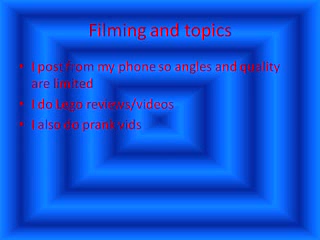 Filming and topics
• I post from my phone so angles and quality
are limited
• I do Lego reviews/videos
• I also do prank vids